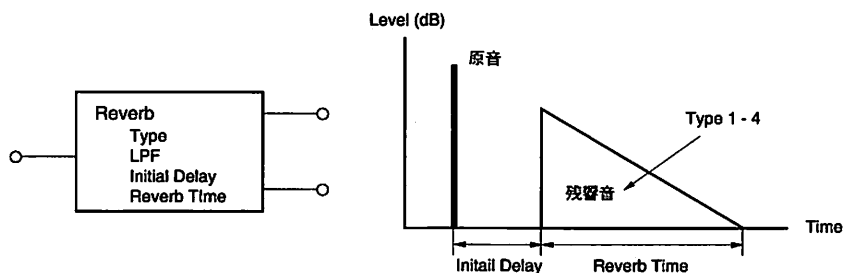 Reverb
Type
LPF
Initial Delay
Reverb Time
Level (dB)
原音
Type 1 - 4
残響音
Time
Initail Delay
Reverb Time